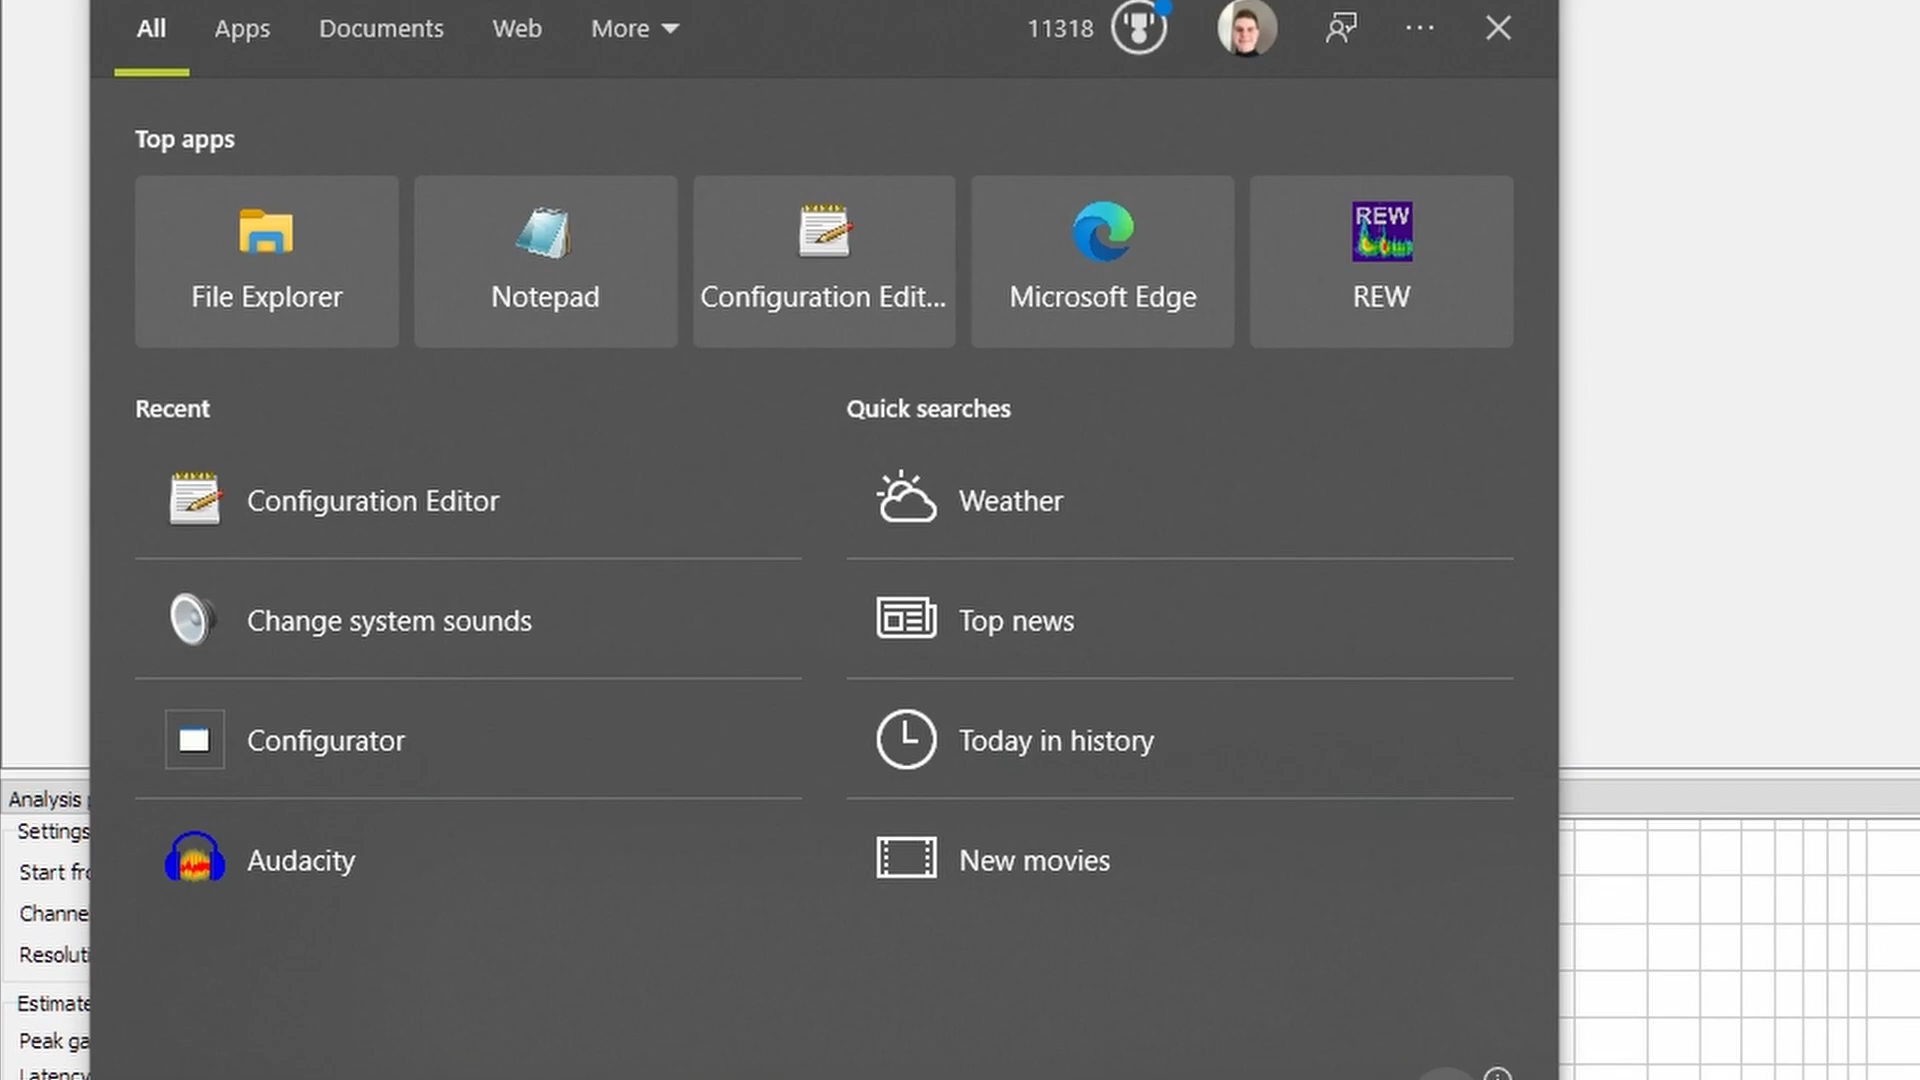 All Apps Documents Web More 11318
Top apps
REW
File Explorer Notepad Configuration Edit... Microsoft Edge REW
Recent Quick searches
Configuration Editor Weather
Change system sounds Top news
Configurator Today in history
Analysis
Settings
Audacity New movies
Start fr
Channe
Resoluti
Estimate
Peak ga
Latency